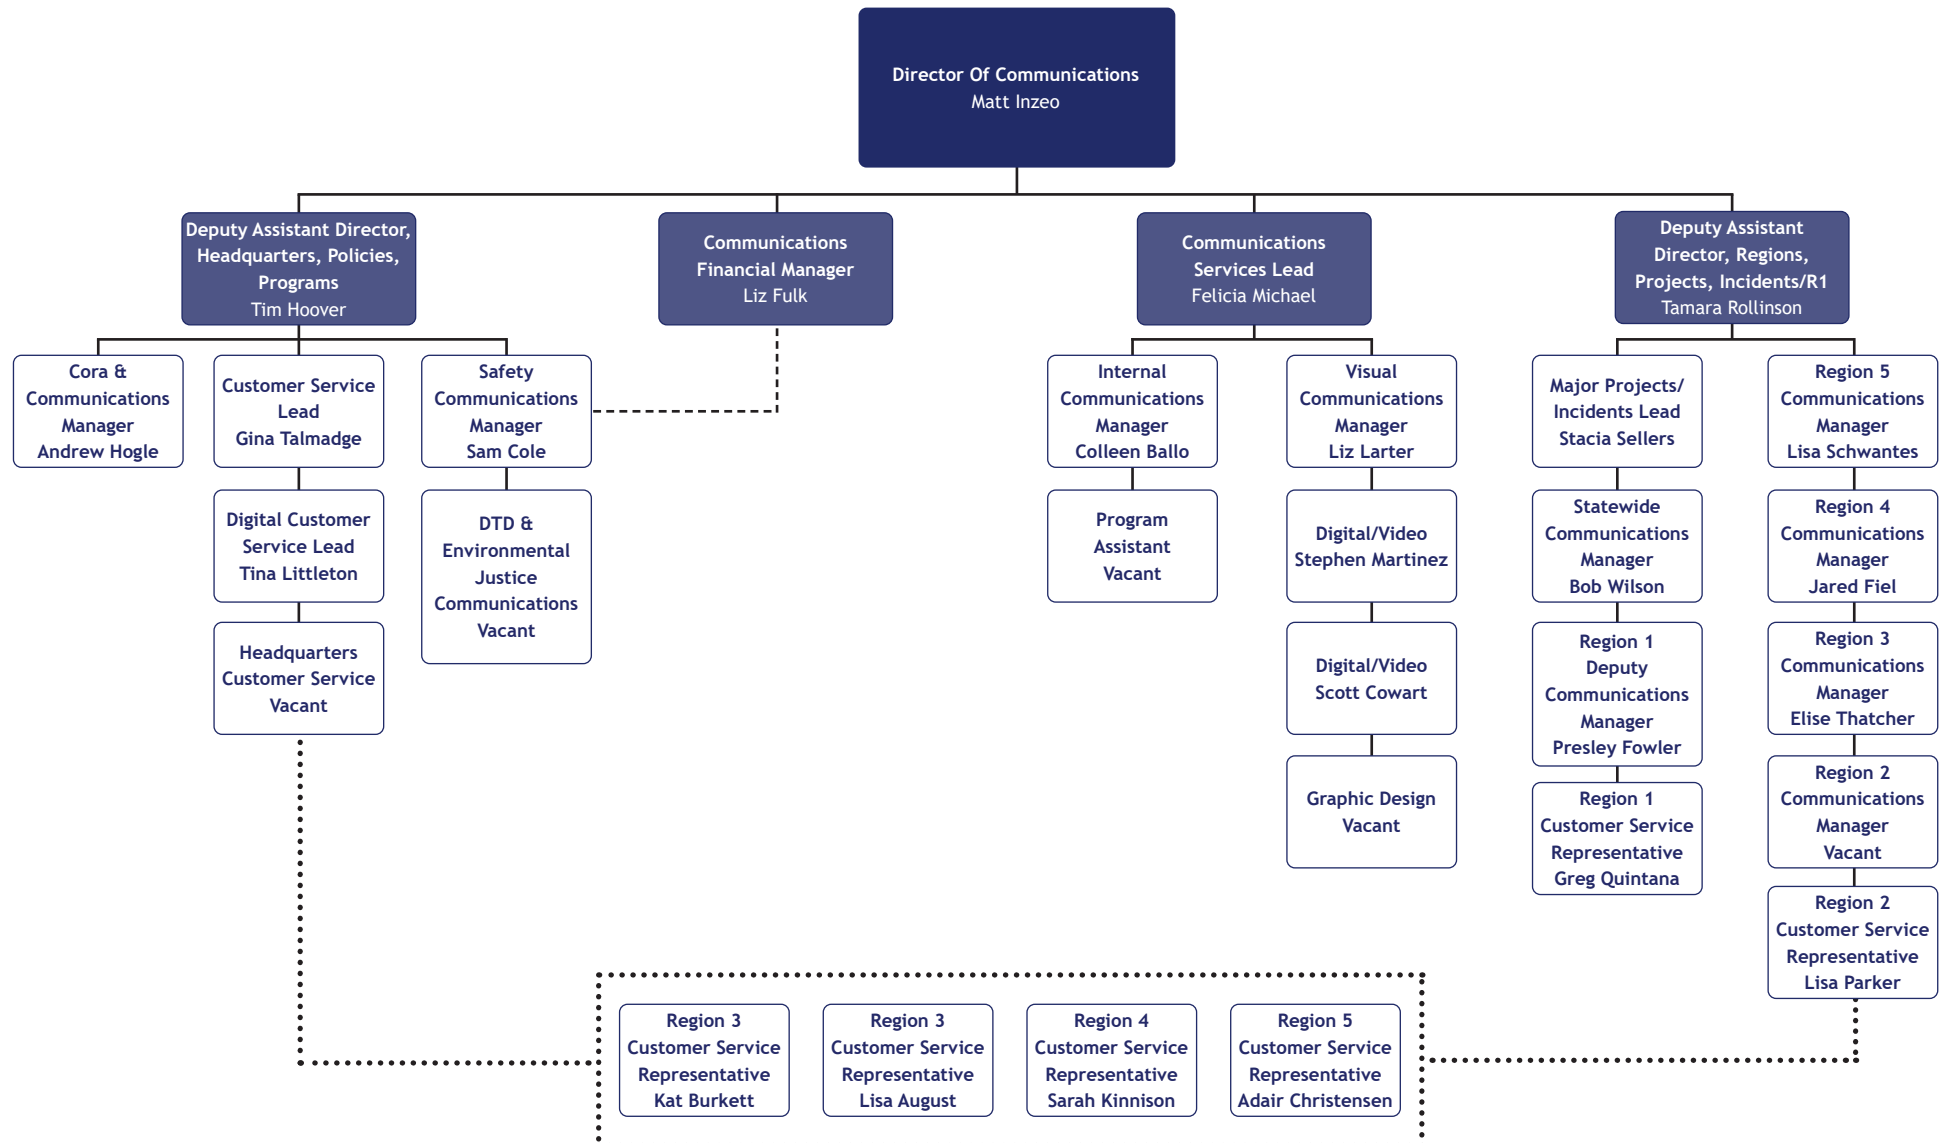 Director Of Communications
Matt Inzeo
Deputy Assistant Director,
Headquarters, Policies,
Programs
Tim Hoover
Communications
Financial Manager
Liz Fulk
Communications
Services Lead
Felicia Michael
Deputy Assistant
Director, Regions,
Projects, Incidents/R1
Tamara Rollinson
Cora &
Communications
Manager
Andrew Hogle
Customer Service
Lead
Gina Talmadge
Safety
Communications
Manager
Sam Cole
Internal
Communications
Manager
Colleen Ballo
Visual
Communications
Manager
Liz Larter
Major Projects/
Incidents Lead
Stacia Sellers
Region 5
Communications
Manager
Lisa Schwantes
Digital Customer
Service Lead
Tina Littleton
DTD &
Environmental
Justice
Communications
Vacant
Program
Assistant
Vacant
Digital/Video
Stephen Martinez
Statewide
Communications
Manager
Bob Wilson
Region 4
Communications
Manager
Jared Fiel
Headquarters
Customer Service
Vacant
Digital/Video
Scott Cowart
Region 1
Deputy
Communications
Manager
Presley Fowler
Region 3
Communications
Manager
Elise Thatcher
Graphic Design
Vacant
Region 1
Customer Service
Representative
Greg Quintana
Region 2
Communications
Manager
Vacant
Region 2
Customer Service
Representative
Lisa Parker
Region 3
Customer Service
Representative
Kat Burkett
Region 3
Customer Service
Representative
Lisa August
Region 4
Customer Service
Representative
Sarah Kinnison
Region 5
Customer Service
Representative
Adair Christensen